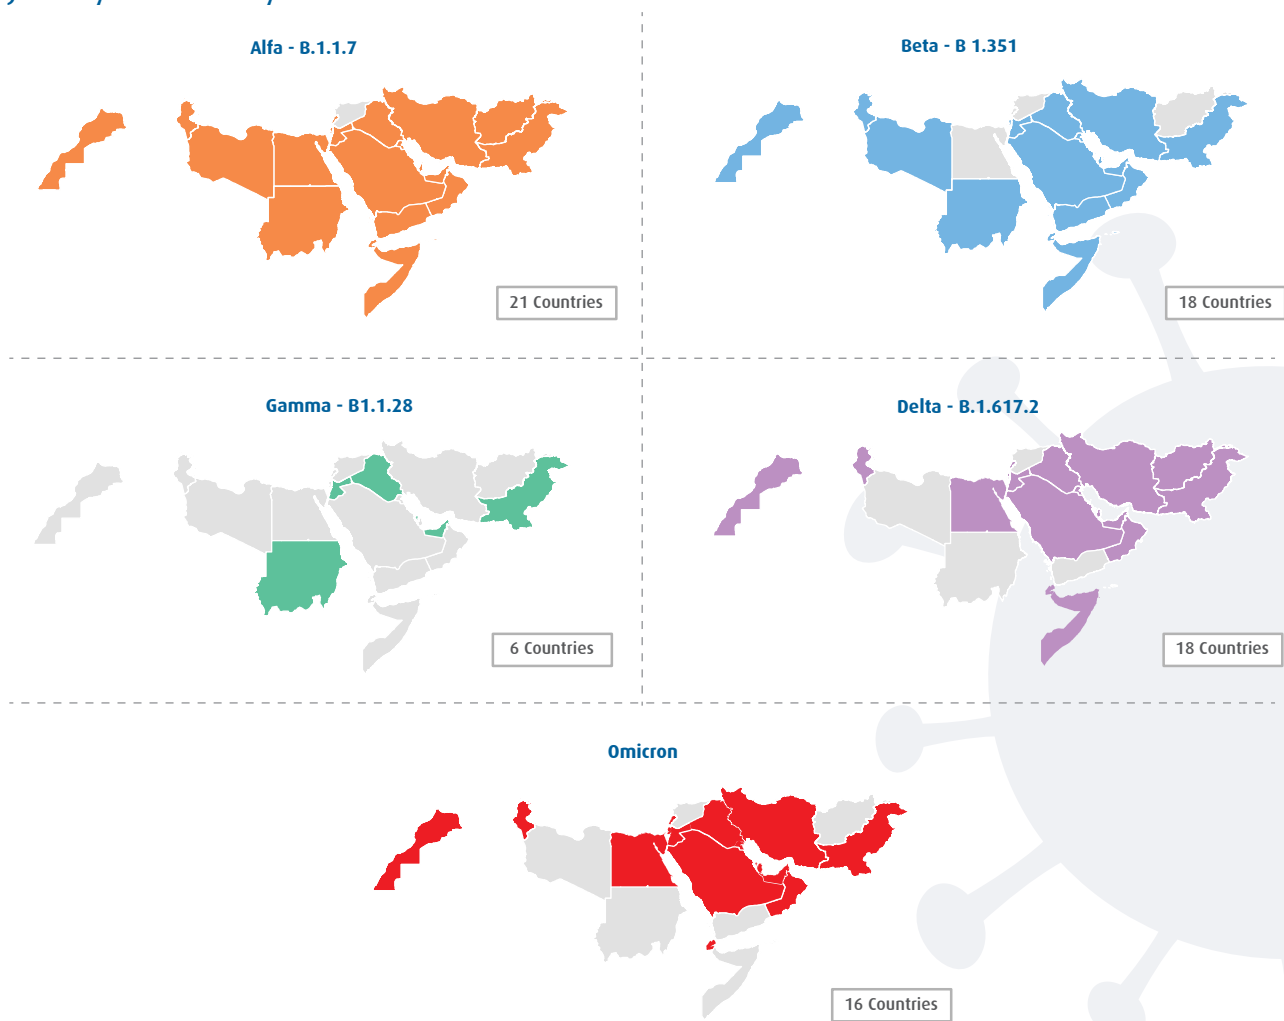 Alfa - B.1.1.7
Beta - B 1.351
21 Countries
18 Countries
Gamma - B1.1.28
Delta - B.1.617.2
6 Countries
18 Countries
Omicron
16 Countries